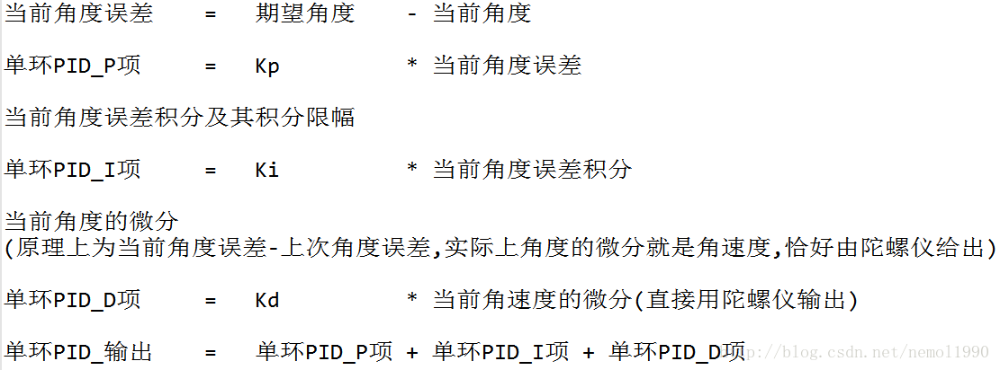 当前角度误差 = 期望角度 - 当前角度
单环PID_P项 = Kp * 当前角度误差
当前角度误差积分及其积分限幅
单环PID_I项 = Ki * 当前角度误差积分
当前角度的微分
(原理上为当前角度误差-上次角度误差,实际上角度的微分就是角速度,恰好由陀螺仪给出)
单环PID_D项 = Kd * 当前角速度的微分(直接用陀螺仪输出)
单环PID_输出 = 单环PID_P项 + 单环PID_I项 + 单环PID_D项
http://blog.csdn.net/nemol1990